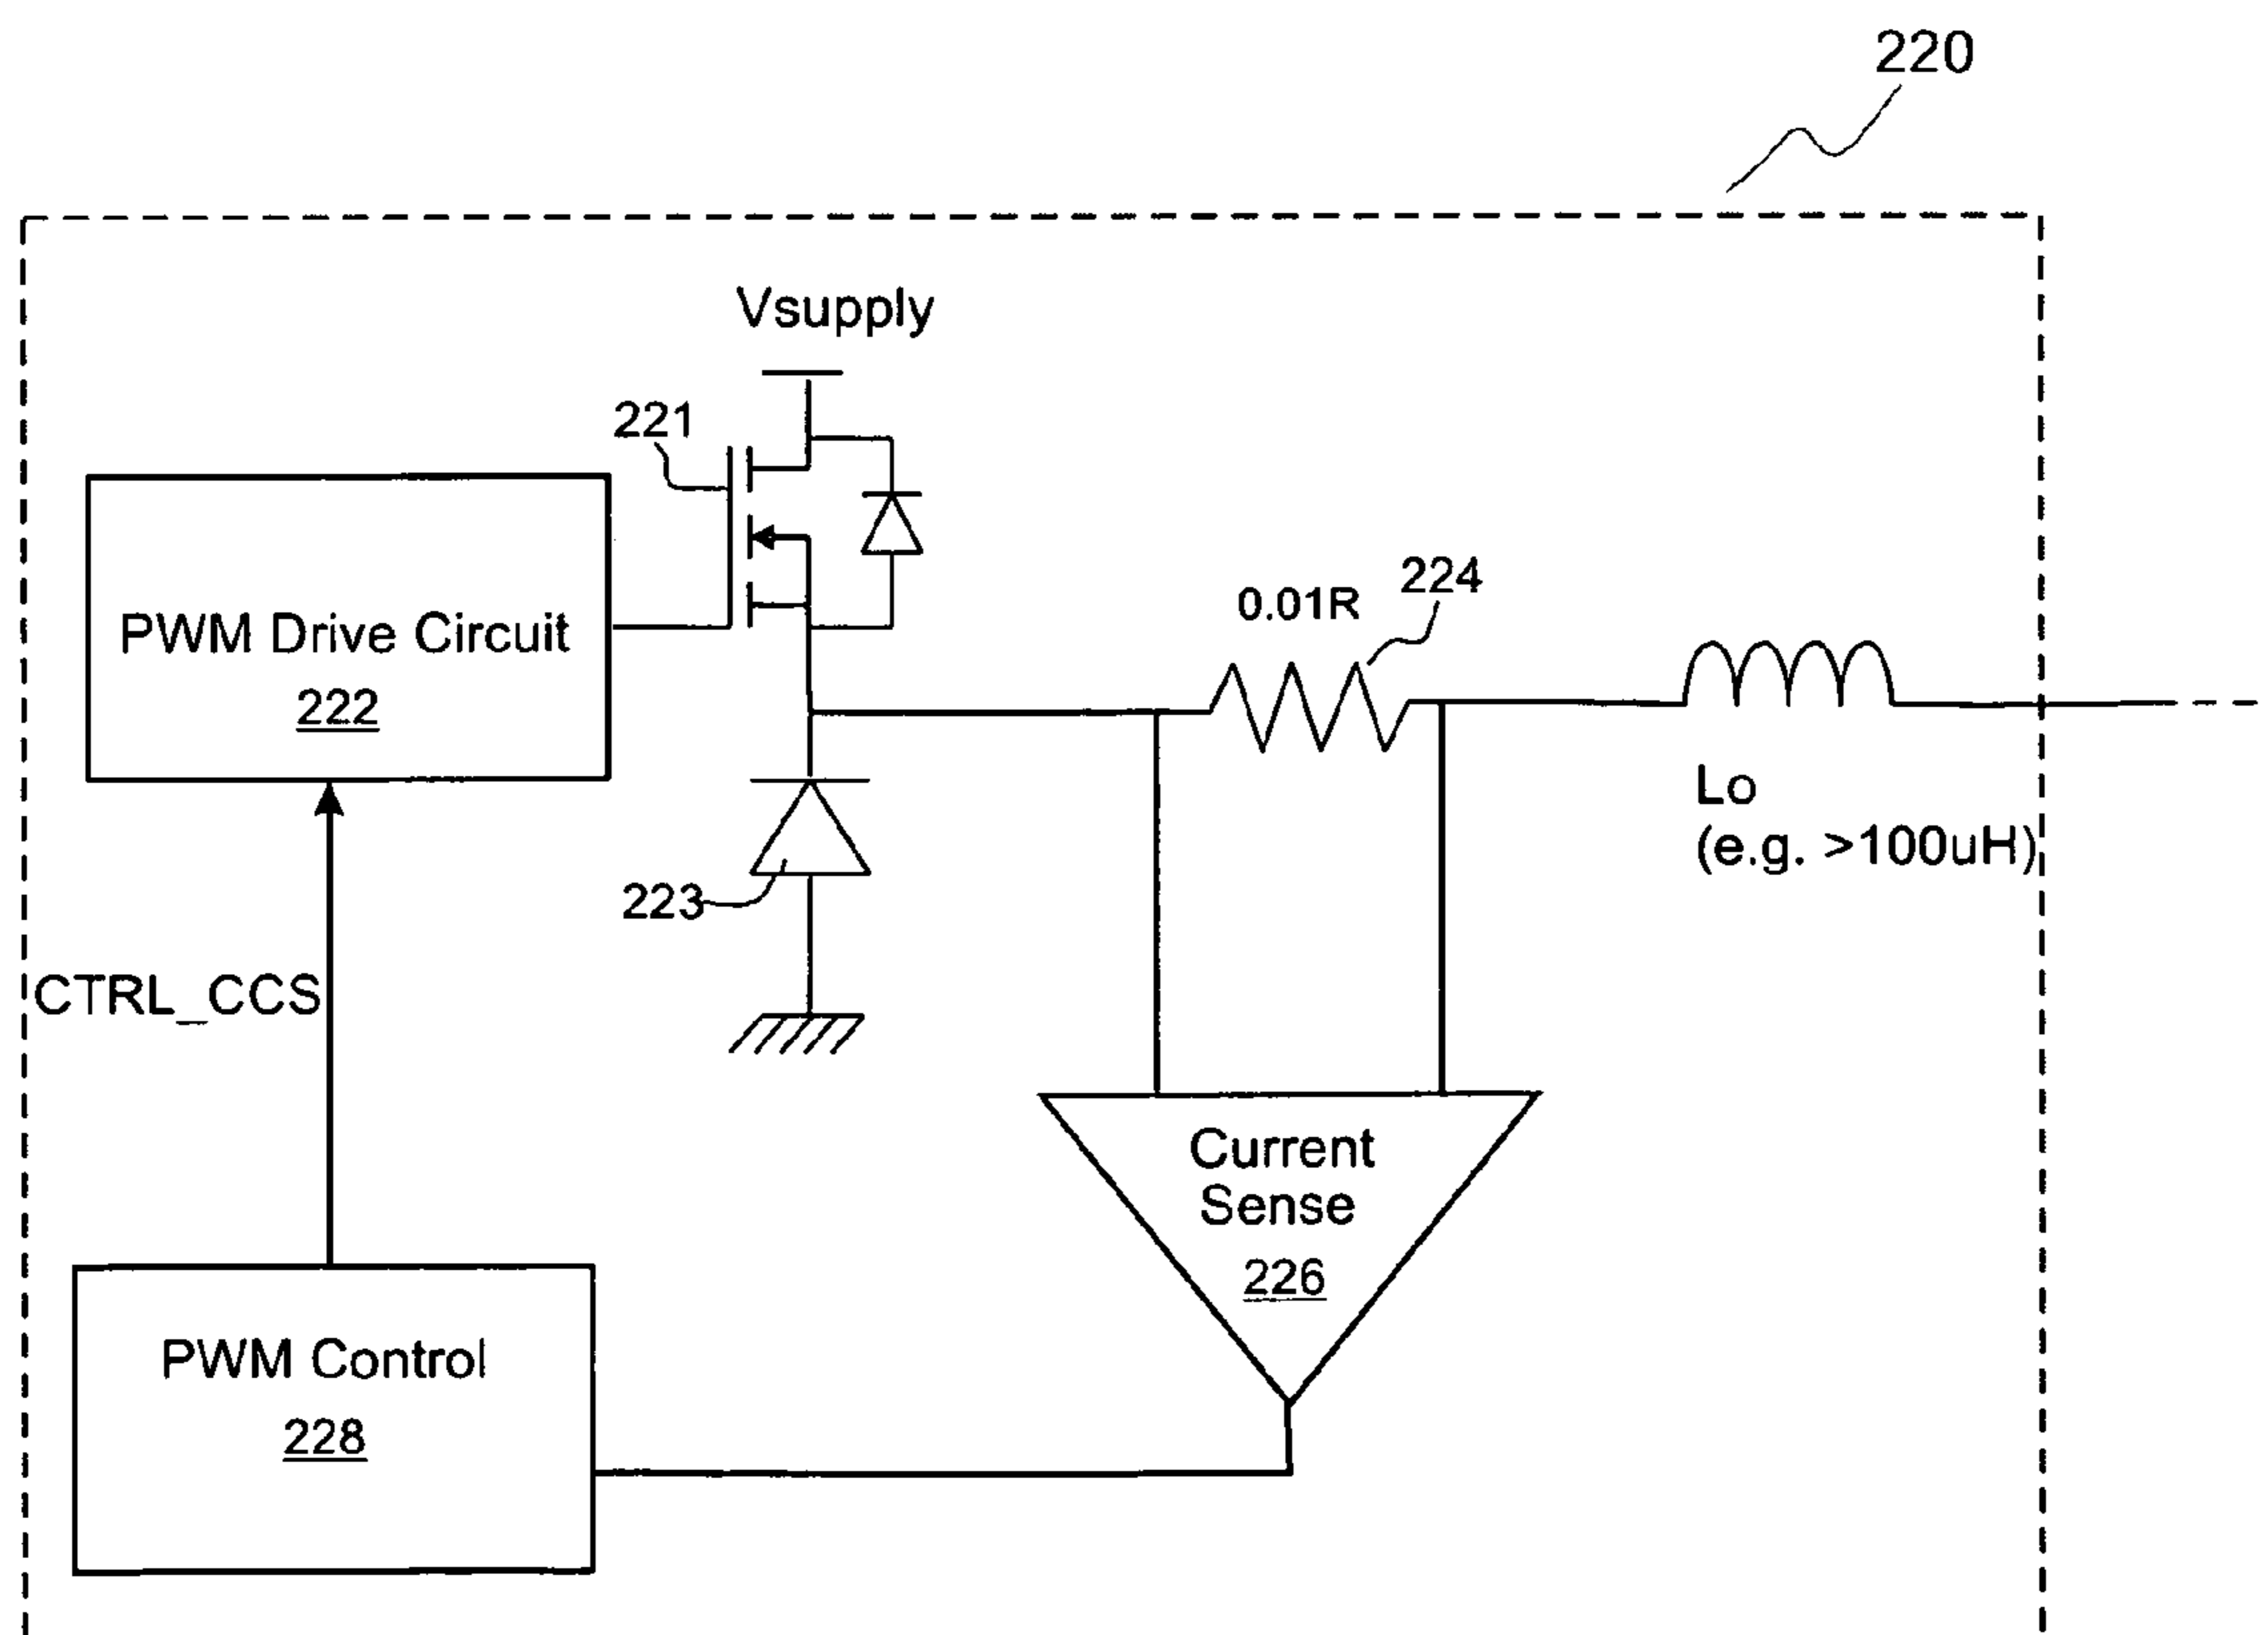 220
Vsupply
221
PWM Drive Circuit
222
0.01R
224
Lo
(e.g. >100uH)
223
CTRL_CCS
Current
Sense
226
PWM Control
228